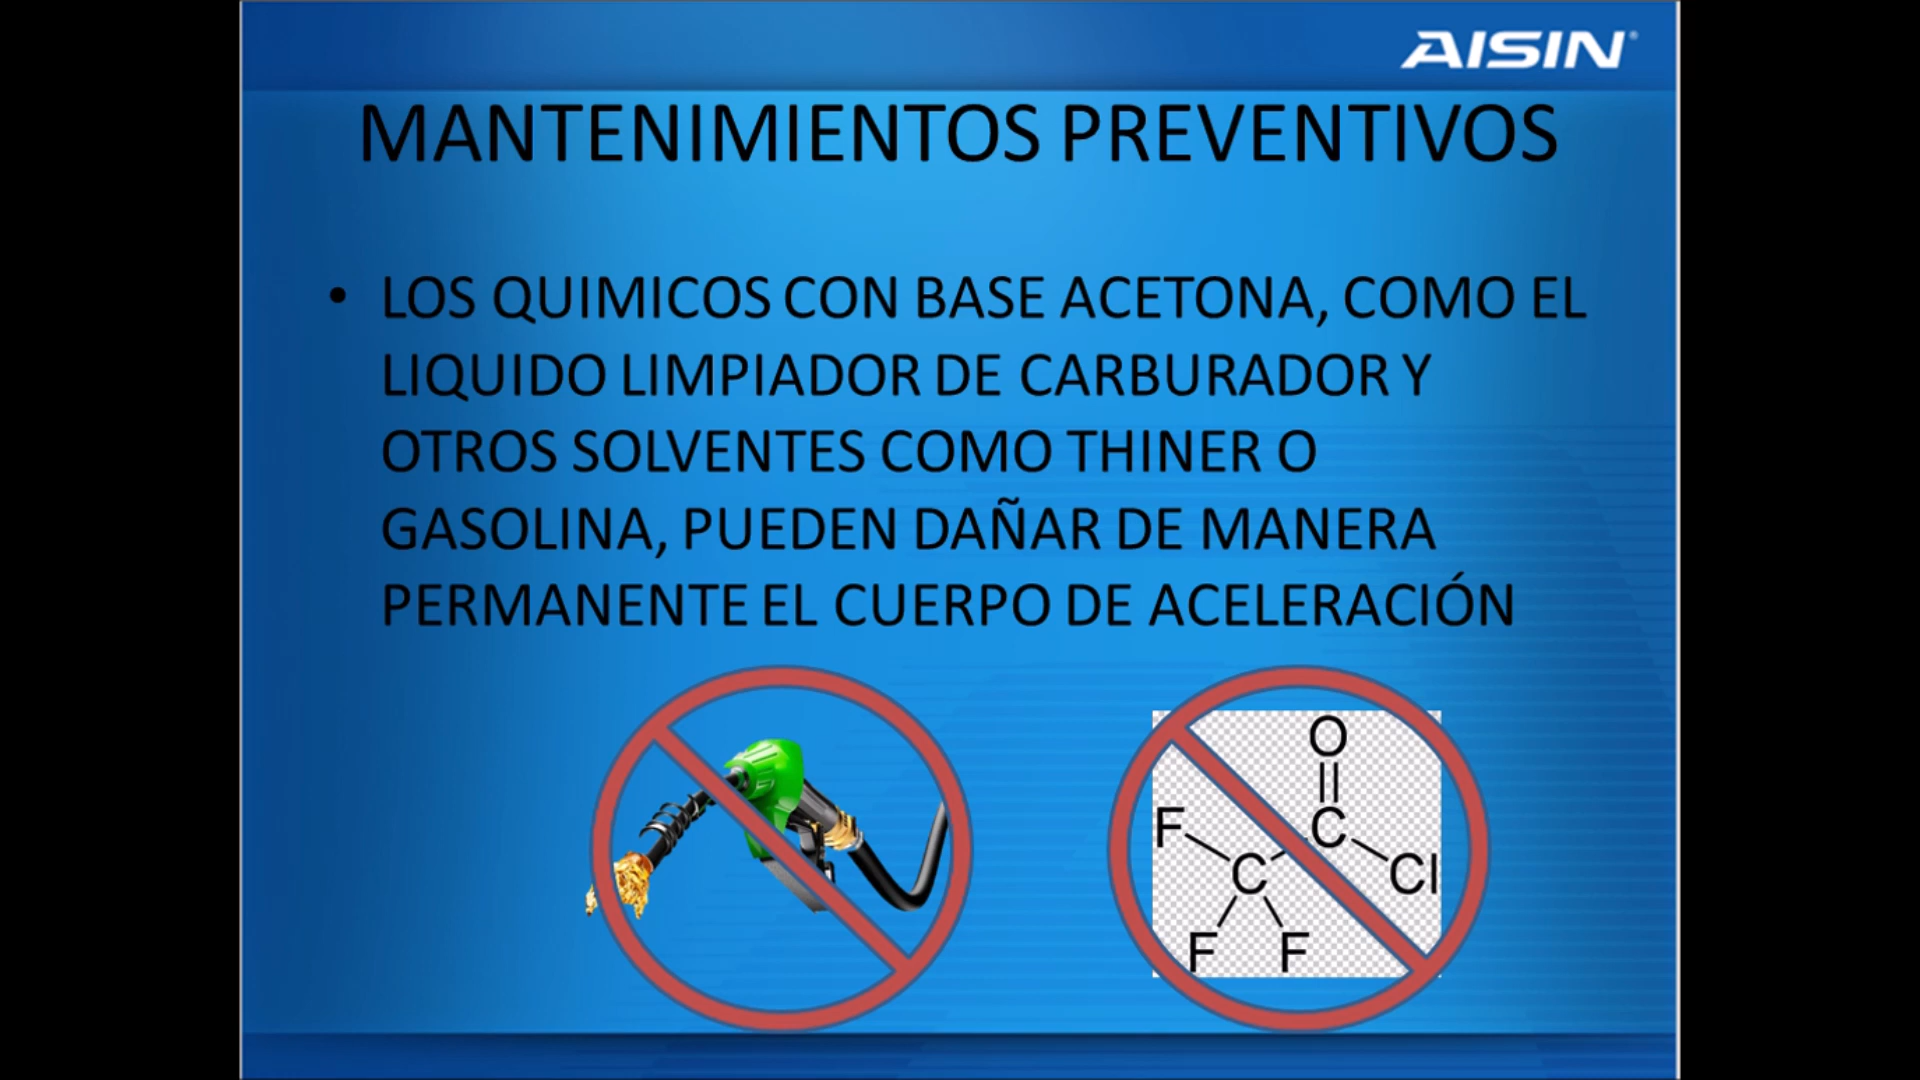 AISIN®
MANTENIMIENTOS PREVENTIVOS
• LOS QUIMICOS CON BASE ACETONA, COMO EL
LIQUIDO LIMPIADOR DE CARBURADOR Y
OTROS SOLVENTES COMO THINER O
GASOLINA, PUEDEN DAÑAR DE MANERA
PERMANENTE EL CUERPO DE ACELERACIÓN
O
F C
C Cl
F F